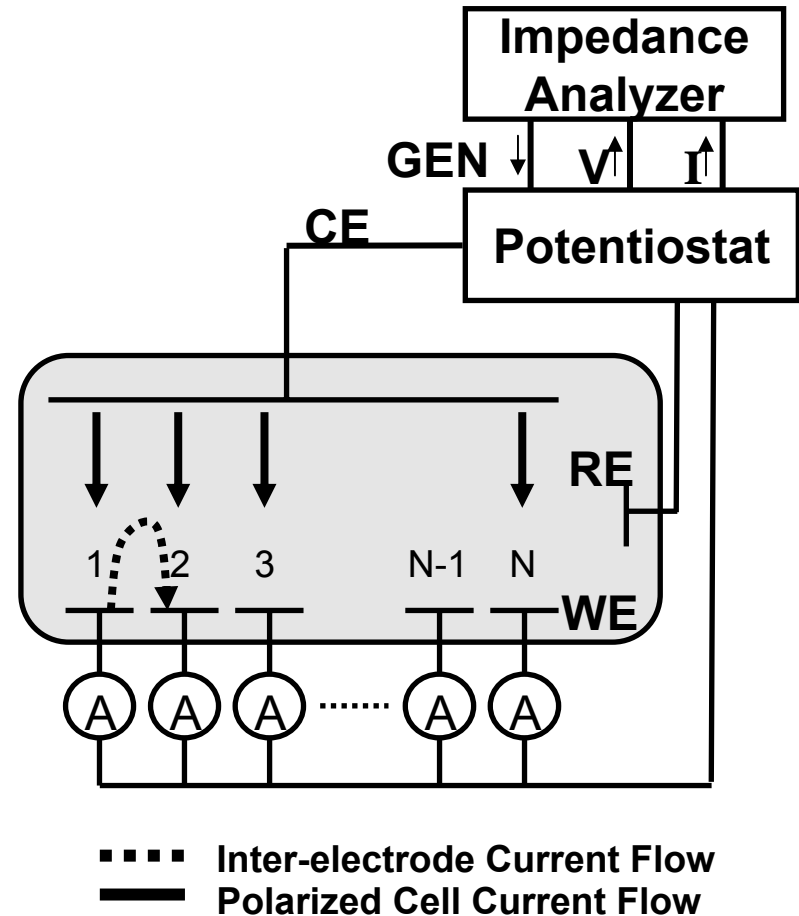 Impedance
Analyzer
GEN V I
CE
Potentiostat
RE
1 2 3 N-1 N
WE
A A A ........ A A
Inter-electrode Current Flow
Polarized Cell Current Flow